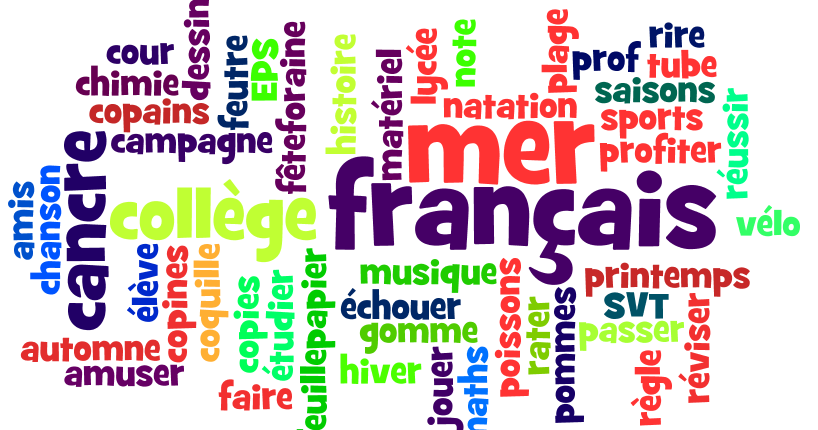 dessin
cour
feutre
EPS
fêteforaine
histoire
matériel
lycée
note
plage
rire
prof
tube
chimie
saisons
copains
natation
sports
réussir
campagne
mer
profiter
cancre
amis
chanson
collège
français
vélo
élève
copines
coquille
copies
étudier
musique
poissons
printemps
échouer
rater
pommes
SVT
gomme
passer
réviser
automne
hiver
jouer
règle
amuser
faire
euillepapier
maths